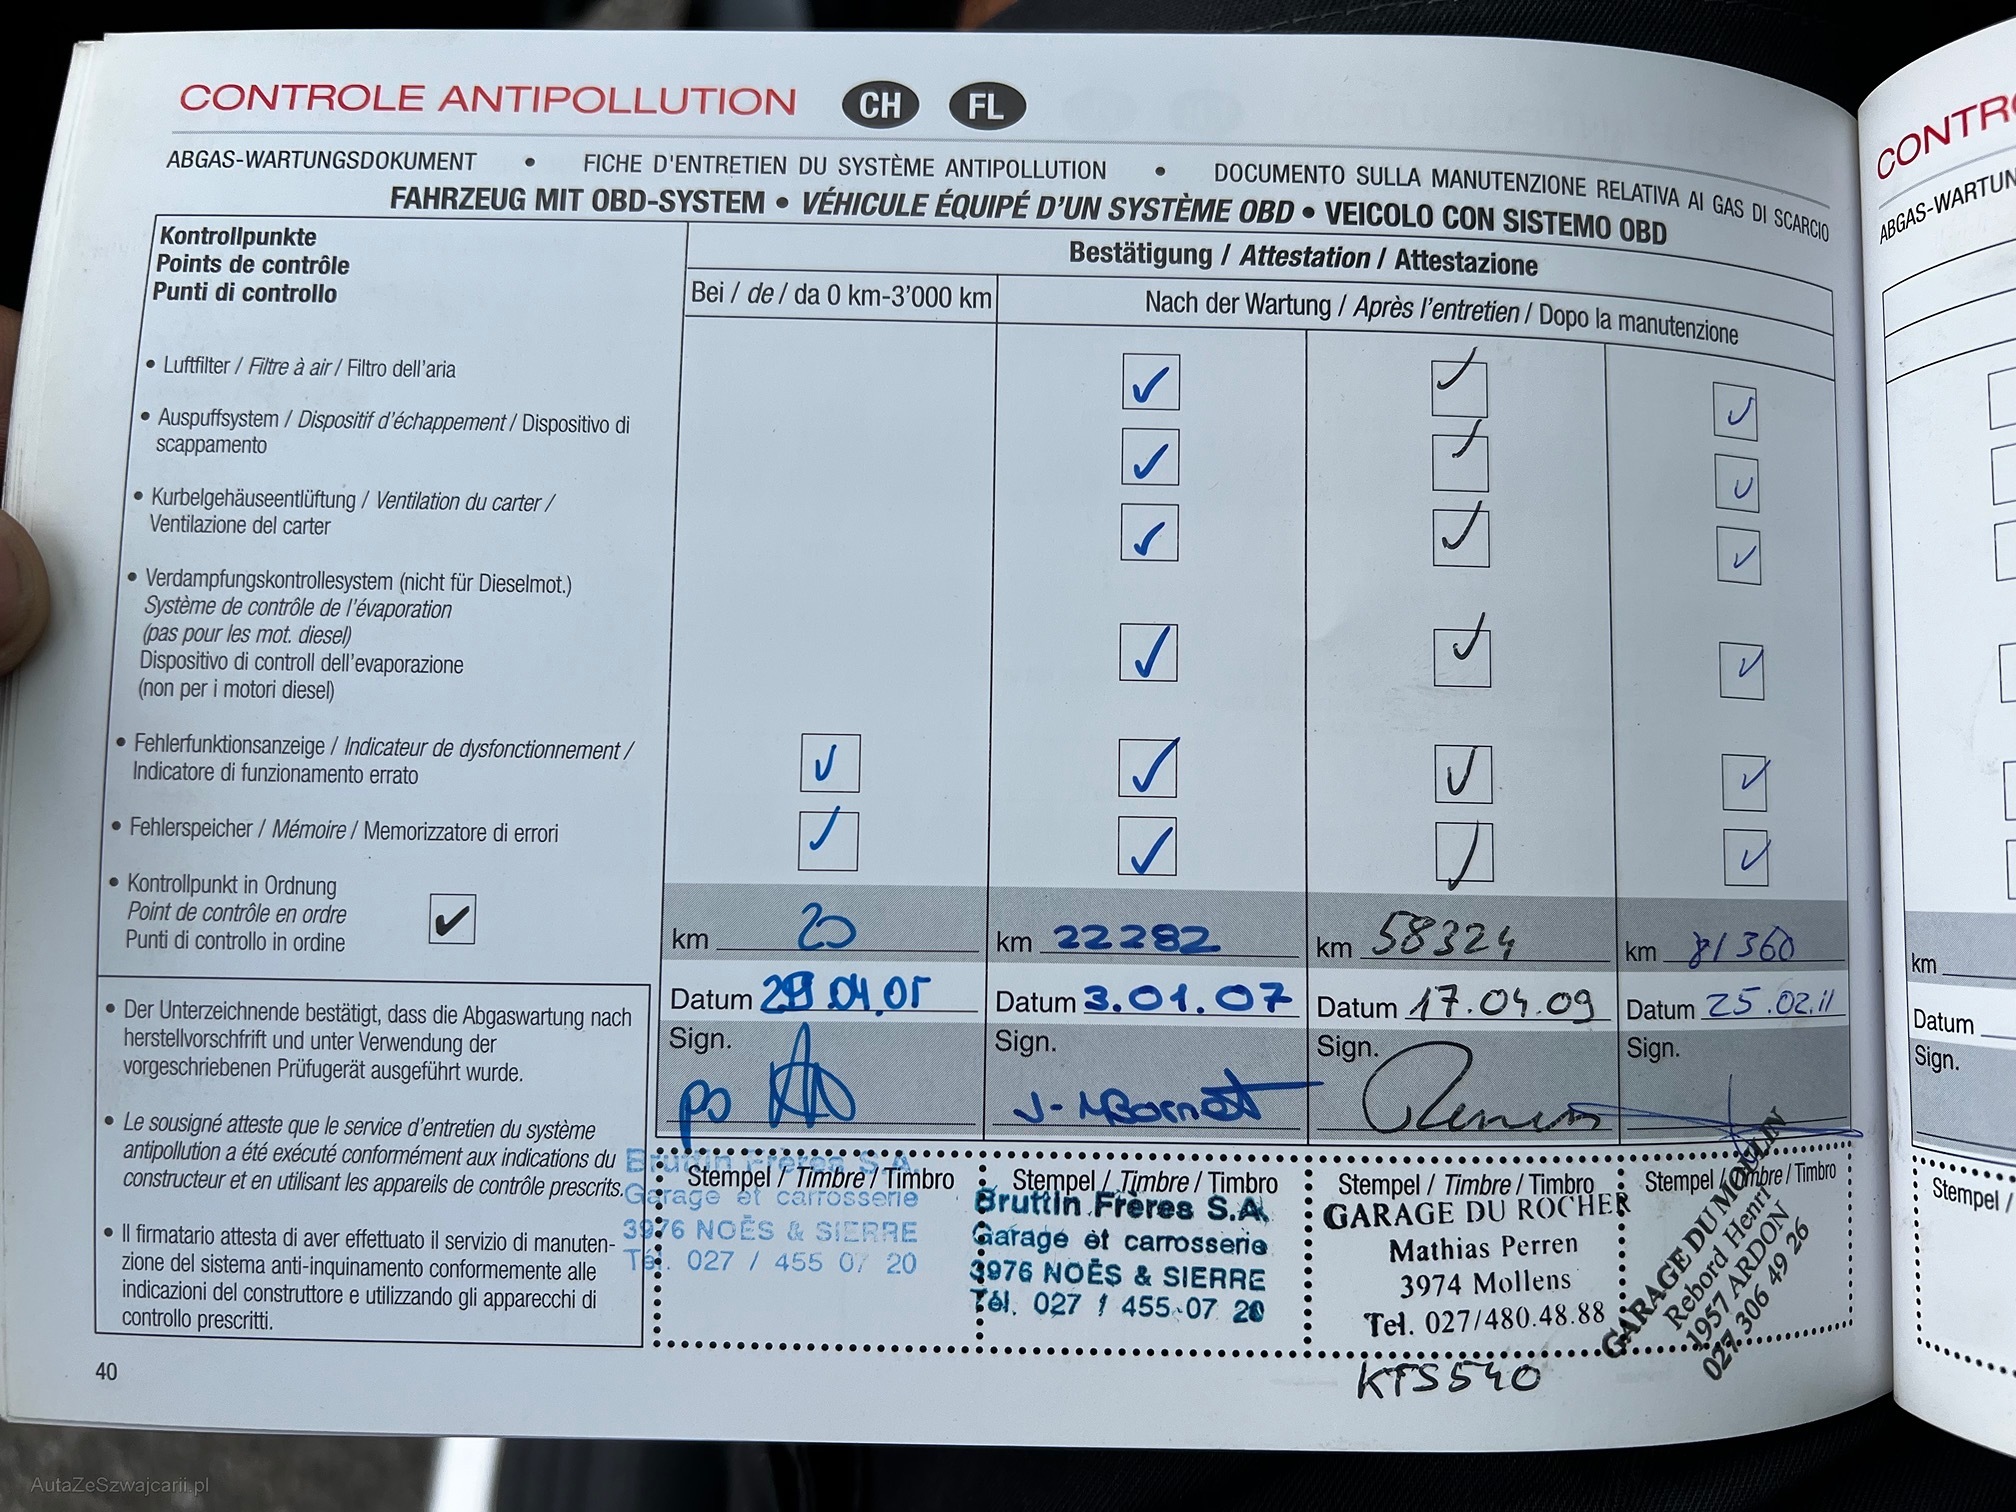 CONTROLE ANTIPOLLUTION CH FL
ABGAS-WARTUNGSDOKUMENT • FICHE D'ENTRETIEN DU SYSTÈME ANTIPOLLUTION • DOCUMENTO SULLA MANUTENZIONE RELATIVA AI GAS DI SCARCIO
FAHRZEUG MIT OBD-SYSTEM • VÉHICULE ÉQUIPÉ D'UN SYSTÈME OBD • VEICOLO CON SISTEMO OBD
Kontrollpunkte
Points de contrôle
Punti di controllo
Bestätigung / Attestation / Attestazione
Bei / de / da 0 km-3'000 km
Nach der Wartung / Après l'entretien / Dopo la manutenzione
• Luftfilter / Filtre à air / Filtro dell'aria
• Auspuffsystem / Dispositif d'échappement / Dispositivo di
scappamento
• Kurbelgehäuseentlüftung / Ventilation du carter /
Ventilazione del carter
• Verdampfungskontrollesystem (nicht für Dieselmot.)
Système de contrôle de l'évaporation
(pas pour les mot. diesel)
Dispositivo di controll dell'evaporazione
(non per i motori diesel)
• Fehlerfunktionsanzeige / Indicateur de dysfonctionnement /
Indicatore di funzionamento errato
• Fehlerspeicher / Mémoire / Memorizzatore di errori
• Kontrollpunkt in Ordnung
Point de contrôle en ordre
Punti di controllo in ordine
km 20
km 22282
km 58324
km 81360
Datum 04.05
Datum 3.01.07
Datum 17.04.09
Datum 25.02.11
Sign.
Sign.
Sign.
Sign.
• Der Unterzeichnende bestätigt, dass die Abgaswartung nach
herstellvorschfrift und unter Verwendung der
vorgeschriebenen Prüfugerät ausgeführt wurde.
• Le sousigné atteste que le service d'entretien du système
antipollution a été exécuté conformément aux indications du
constructeur et en utilisant les appareils de contrôle prescrits.
• Il firmatario attesta di aver effettuato il servizio di manuten-
zione del sistema anti-inquinamento conformemente alle
indicazioni del construttore e utilizzando gli apparecchi di
controllo prescritti.
Stempel / Timbre / Timbro
Bruttin Frères S.A.
Garage et carrosserie
3976 NOËS & SIERRE
Tél. 027 / 455 07 20
Stempel / Timbre / Timbro
Bruttin Frères S.A.
Garage et carrosserie
3976 NOËS & SIERRE
Tél. 027 / 455 07 20
Stempel / Timbre / Timbro
GARAGE DU ROCHER
Mathias Perren
3974 Mollens
Tel. 027/480.48.88
KTS540
Stempel / Timbre / Timbro
GARAGE DU MOULIN
Rebord Henri
1957 ARDON
027 306 49 26
40
CONTR
ABGAS-WARTUN
km
Datum
Sign.
Stempel /
AutaZeSzwajcarii.pl